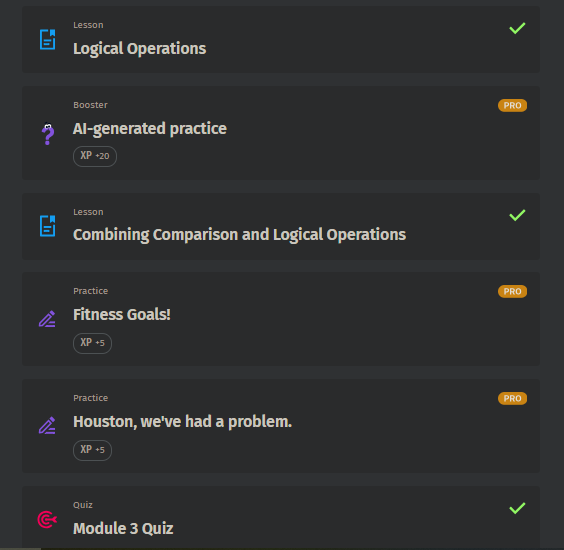 Lesson
Logical Operations
Booster
PRO
AI-generated practice
XP +20
Lesson
Combining Comparison and Logical Operations
Practice
PRO
Fitness Goals!
XP +5
Practice
PRO
Houston, we've had a problem.
XP +5
Quiz
Module 3 Quiz